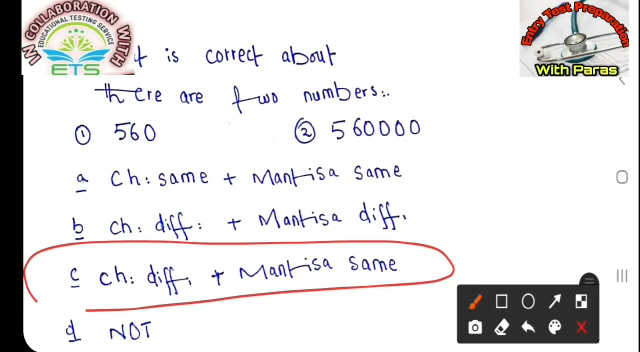 IN COLLABORATION WITH
EDUCATIONAL TESTING SERVICE
ETS
Entry Test Preparation
With Paras
t is correct about
there are two numbers:.
① 560 ② 560000
a Ch: same + Mantisa same
b Ch: diff: + Mantisa diff:
c Ch: diff: + Mantisa same
d NOT